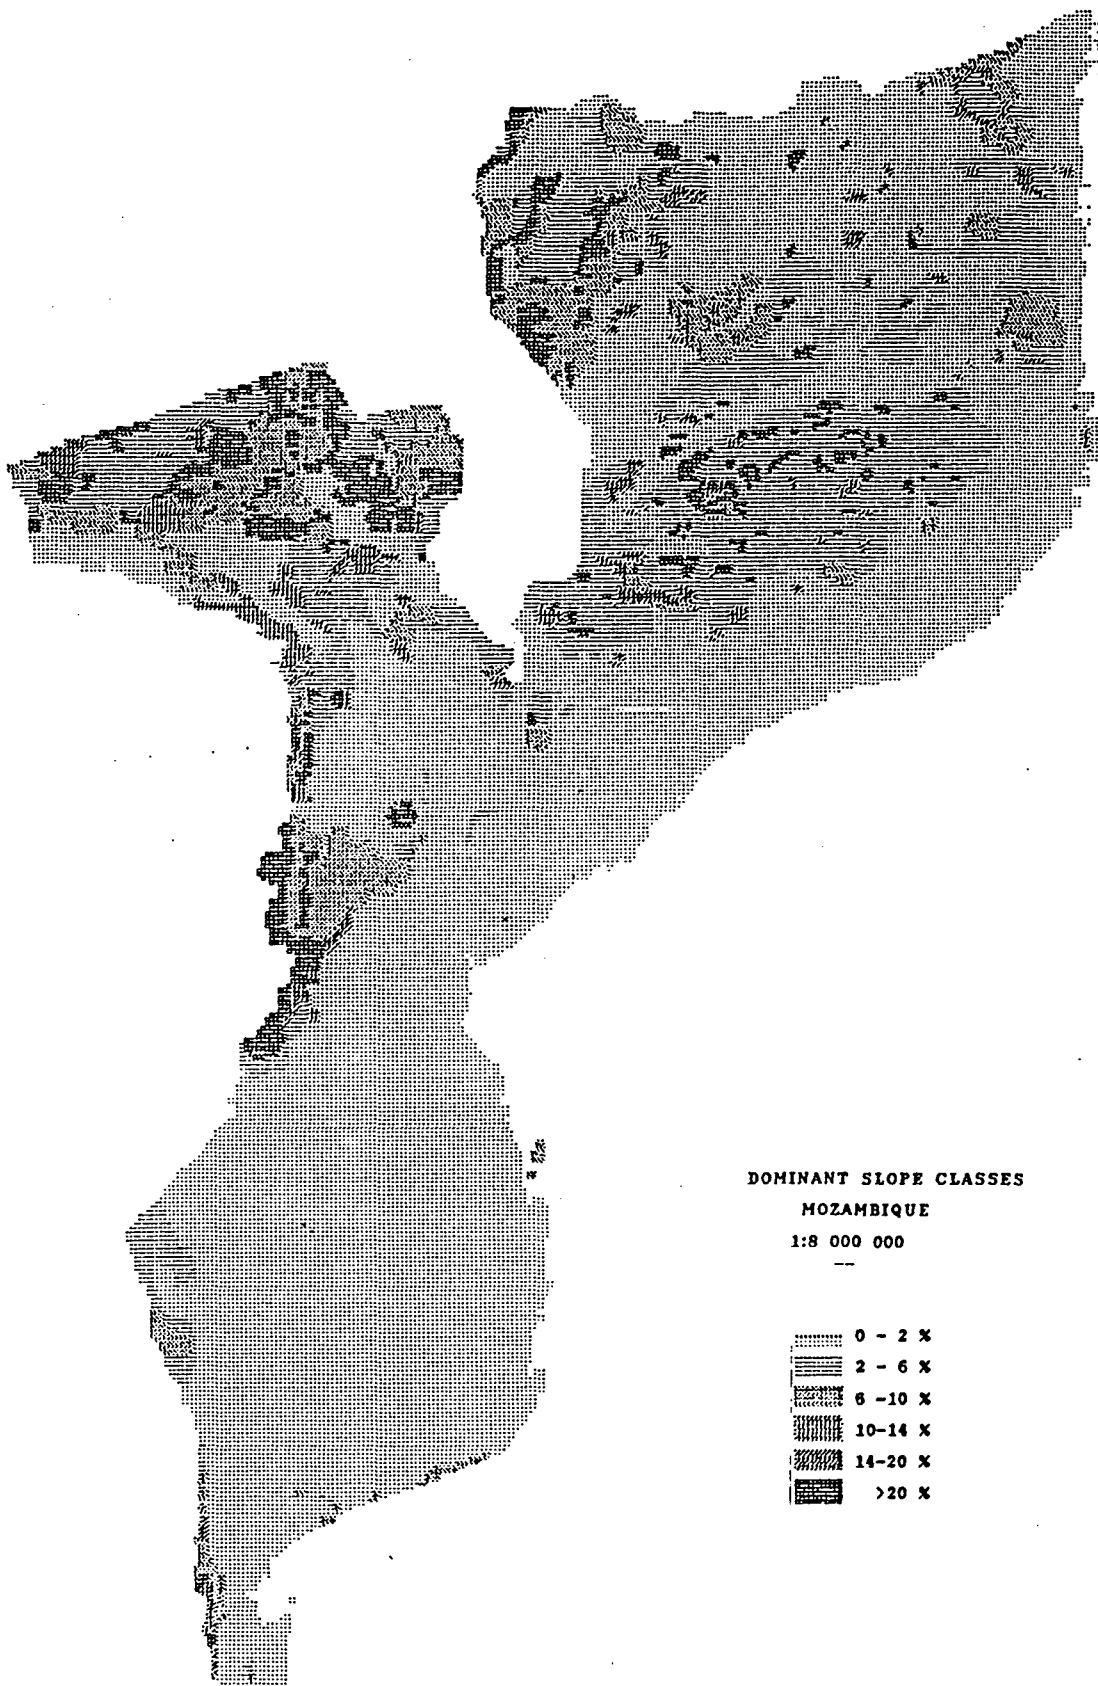 DOMINANT SLOPE CLASSES
MOZAMBIQUE
1:8 000 000
0 - 2 %
2 - 6 %
6 -10 %
10-14 %
14-20 %
>20 %